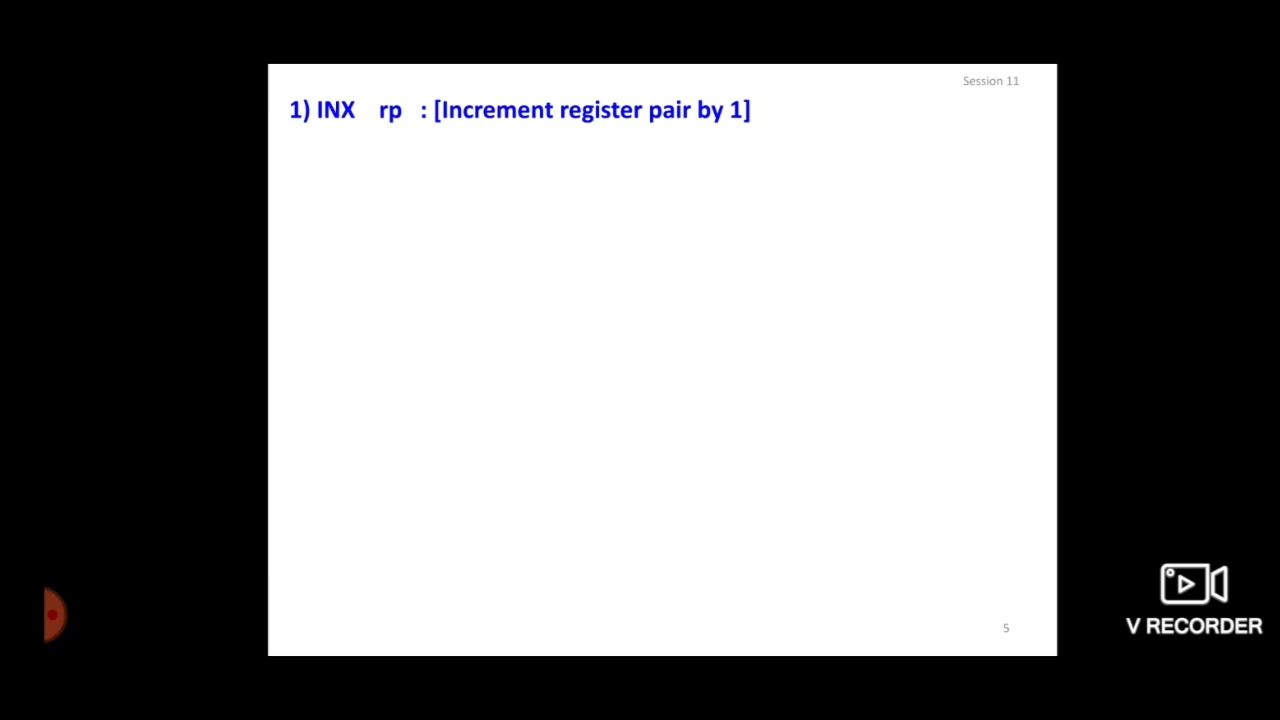 Session 11
1) INX rp : [Increment register pair by 1]
5
V RECORDER